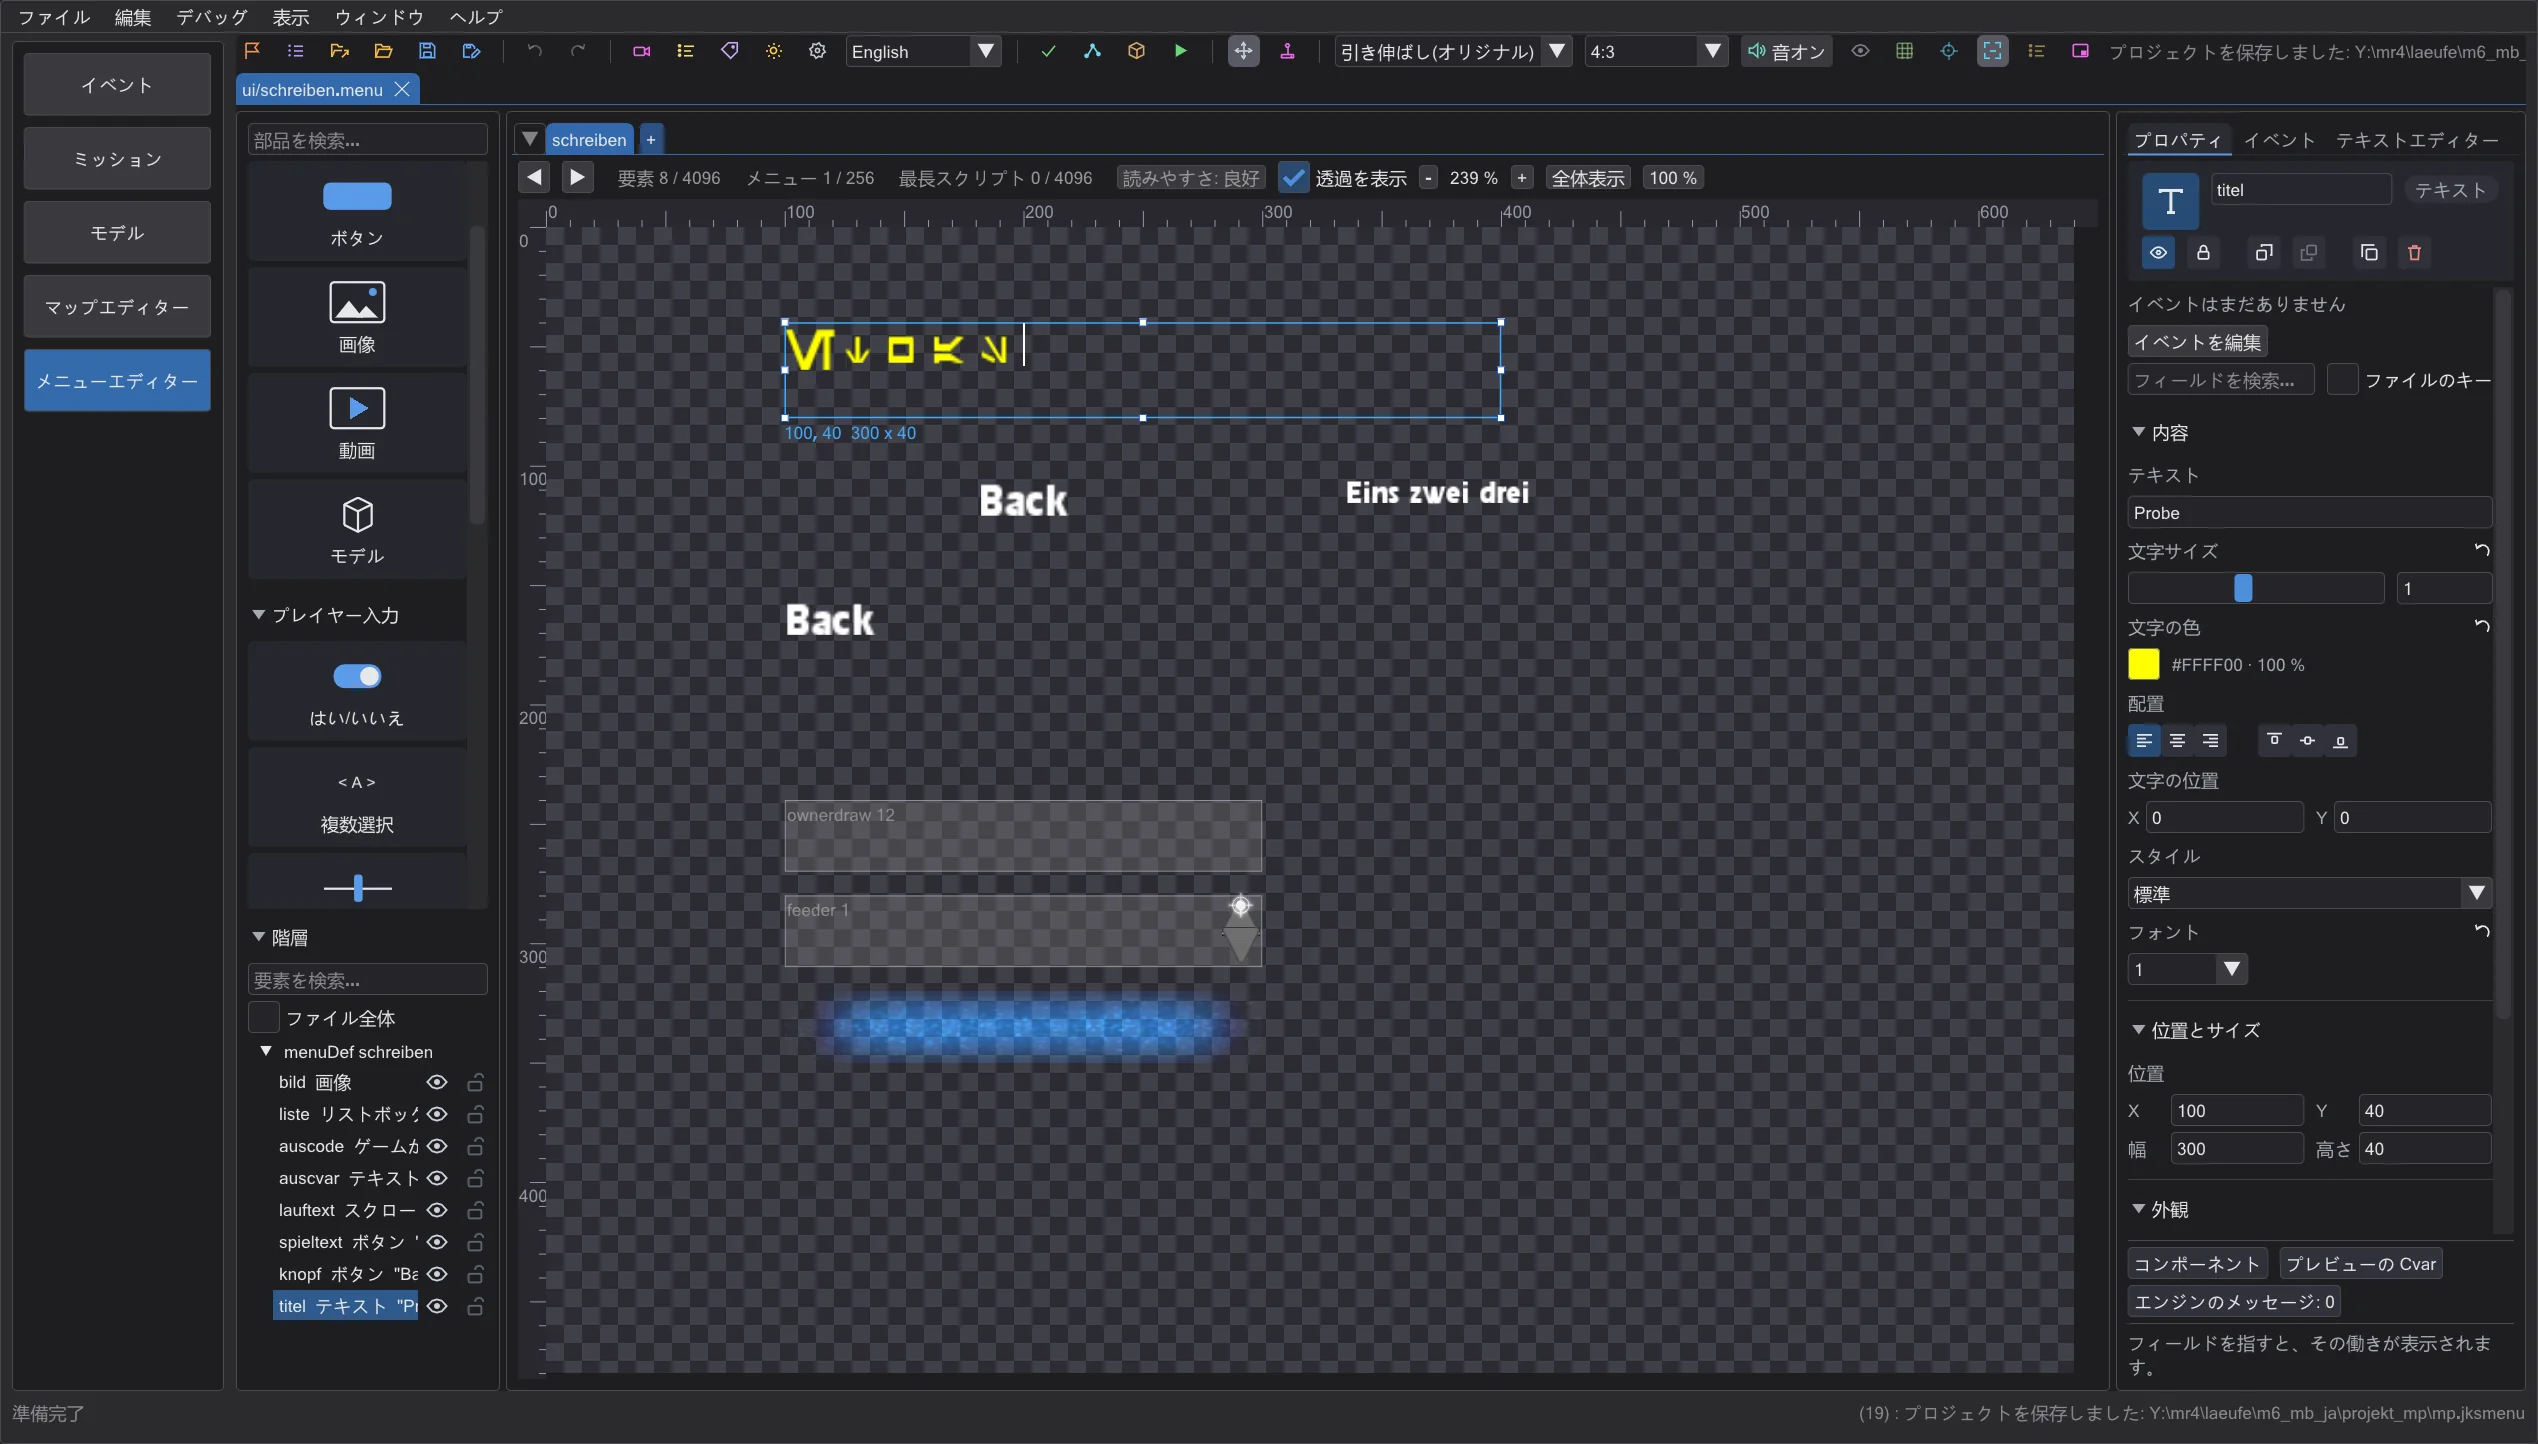 ファイル 編集 デバッグ 表示 ウィンドウ ヘルプ
English
引き伸ばし(オリジナル)
4:3
音オン
プロジェクトを保存しました: Y:\mr4\laeufe\m6_mb_
イベント
ミッション
モデル
マップエディター
メニューエディター
ui/schreiben.menu
部品を検索...
ボタン
画像
動画
モデル
プレイヤー入力
はい/いいえ
< A >
複数選択
階層
要素を検索...
ファイル全体
menuDef schreiben
bild 画像
liste リストボック
auscode ゲームが
auscvar テキスト
lauftext スクロー
spieltext ボタン "
knopf ボタン "Ba
titel テキスト "Pr
schreiben
+
要素 8 / 4096 メニュー 1 / 256 最長スクリプト 0 / 4096 読みやすさ: 良好 透過を表示 - 239 % + 全体表示 100 %
0 100 200 300 400 500 600
0
100, 40 300 x 40
100
Back
Eins zwei drei
Back
200
ownerdraw 12
feeder 1
300
400
プロパティ イベント テキストエディター
T
titel
テキスト
イベントはまだありません
イベントを編集
フィールドを検索...
ファイルのキー
内容
テキスト
Probe
文字サイズ
1
文字の色
#FFFF00 · 100 %
配置
文字の位置
X 0 Y 0
スタイル
標準
フォント
1
位置とサイズ
位置
X 100 Y 40
幅 300 高さ 40
外観
コンポーネント
プレビューの Cvar
エンジンのメッセージ: 0
フィールドを指すと、その働きが表示されま
す。
準備完了
(19) : プロジェクトを保存しました: Y:\mr4\laeufe\m6_mb_ja\projekt_mp\mp.jksmenu